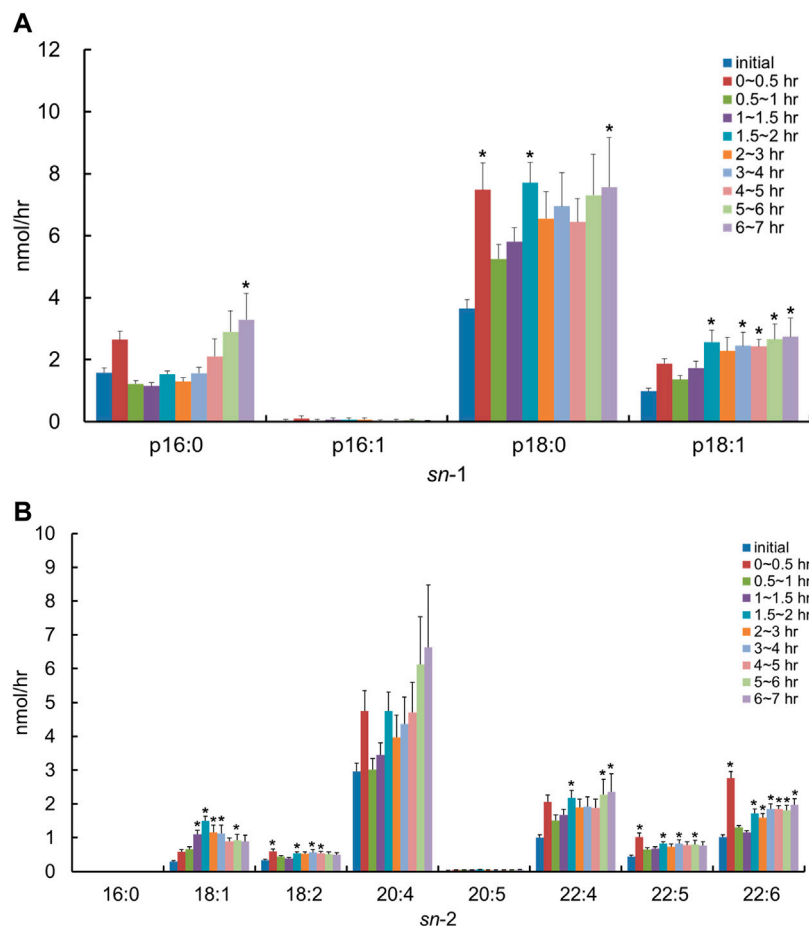 A
12
10
8
6
4
2
0
nmol/hr
* * * * * * * * *
initial
0~0.5 hr
0.5~1 hr
1~1.5 hr
1.5~2 hr
2~3 hr
3~4 hr
4~5 hr
5~6 hr
6~7 hr
p16:0 p16:1 p18:0 p18:1
sn-1
B
10
9
8
7
6
5
4
3
2
1
0
nmol/hr
initial
0~0.5 hr
0.5~1 hr
1~1.5 hr
1.5~2 hr
2~3 hr
3~4 hr
4~5 hr
5~6 hr
6~7 hr
* * * * * * * * * * * * * * * * * * * * * * * *
16:0 18:1 18:2 20:4 20:5 22:4 22:5 22:6
sn-2